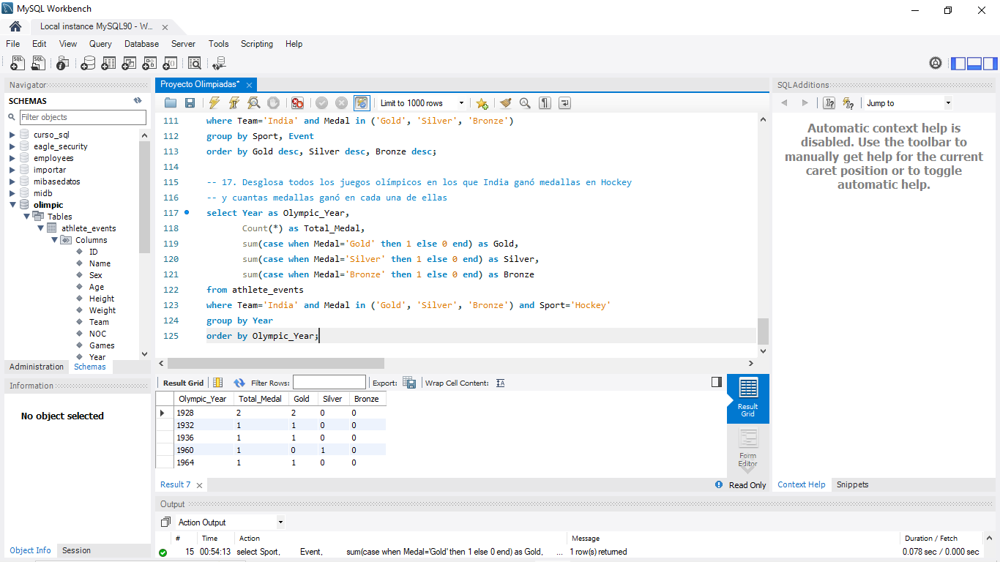 MySQL Workbench
Local instance MySQL90 - W...
File Edit View Query Database Server Tools Scripting Help
Navigator
SCHEMAS
Filter objects
curso_sql
eagle_security
employees
importar
mibasedatos
midb
olimpic
Tables
athlete_events
Columns
ID
Name
Sex
Age
Height
Weight
Team
NOC
Games
Year
Administration Schemas
Information
No object selected
Object Info Session
Proyecto Olimpiadas*
Limit to 1000 rows
111 where Team='India' and Medal in ('Gold', 'Silver', 'Bronze')
112 group by Sport, Event
113 order by Gold desc, Silver desc, Bronze desc;
114
115 -- 17. Desglosa todos los juegos olímpicos en los que India ganó medallas en Hockey
116 -- y cuantas medallas ganó en cada una de ellas
117 select Year as Olympic_Year,
118 Count(*) as Total_Medal,
119 sum(case when Medal='Gold' then 1 else 0 end) as Gold,
120 sum(case when Medal='Silver' then 1 else 0 end) as Silver,
121 sum(case when Medal='Bronze' then 1 else 0 end) as Bronze
122 from athlete_events
123 where Team='India' and Medal in ('Gold', 'Silver', 'Bronze') and Sport='Hockey'
124 group by Year
125 order by Olympic_Year;
Result Grid Filter Rows: Export: Wrap Cell Content:
Olympic_Year Total_Medal Gold Silver Bronze
1928 2 2 0 0
1932 1 1 0 0
1936 1 1 0 0
1960 1 0 1 0
1964 1 1 0 0
Result Grid
Form Editor
Result 7
Read Only
SQLAdditions
Jump to
Automatic context help is
disabled. Use the toolbar to
manually get help for the current
caret position or to toggle
automatic help.
Context Help Snippets
Output
Action Output
# Time Action Message Duration / Fetch
15 00:54:13 select Sport, Event, sum(case when Medal='Gold' then 1 else 0 end) as Gold, ... 1 row(s) returned 0.078 sec / 0.000 sec